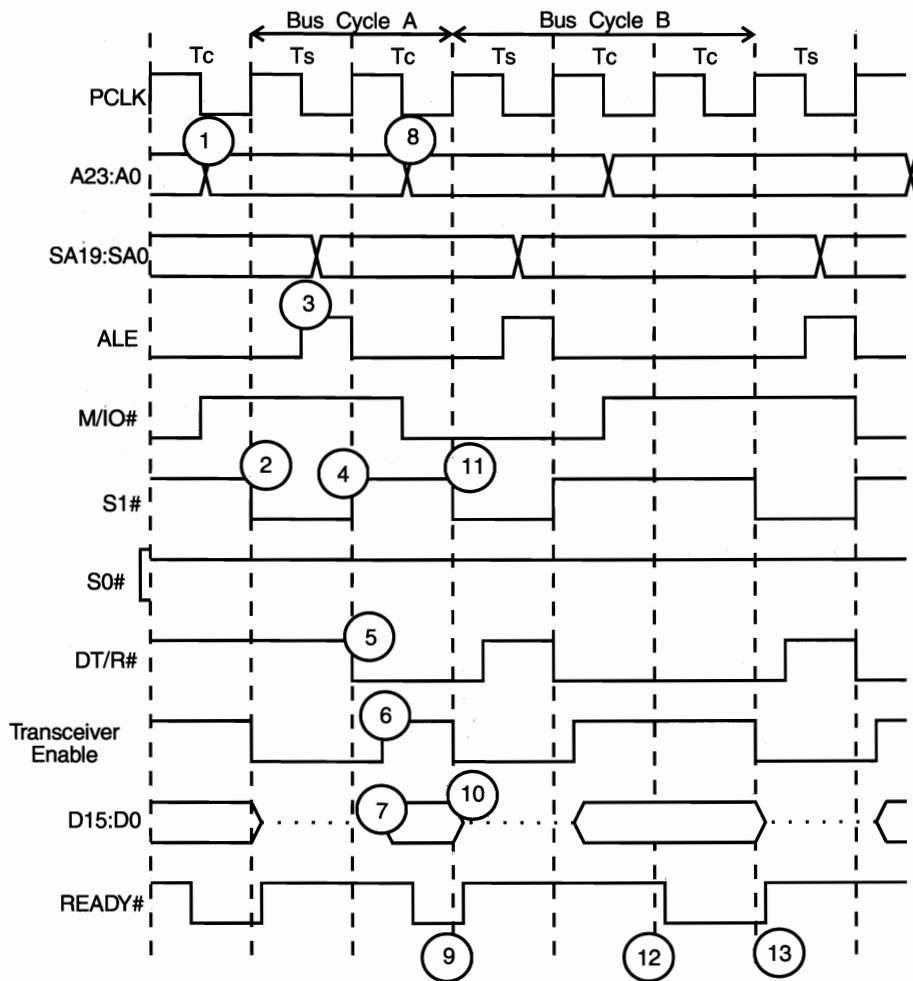 Bus Cycle A
Bus Cycle B
Tc
Ts
Tc
Ts
Tc
Tc
Ts
PCLK
1
8
A23:A0
SA19:SA0
3
ALE
M/IO#
2
4
11
S1#
S0#
5
DT/R#
6
Transceiver
Enable
7
10
D15:D0
READY#
9
12
13